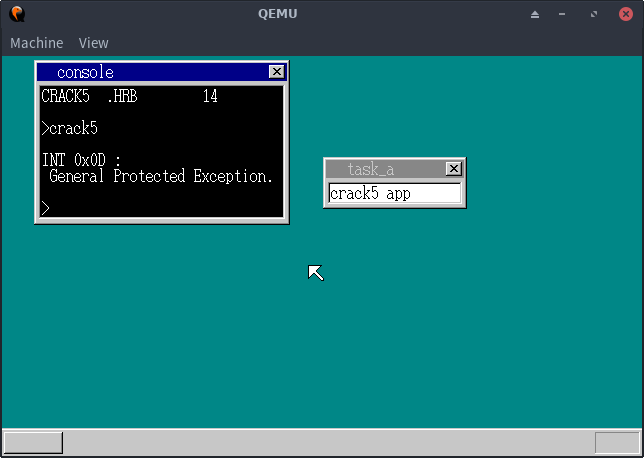 QEMU
Machine View
console
CRACK5 .HRB 14
>crack5
INT 0x0D :
General Protected Exception.
>
task_a
crack5 app